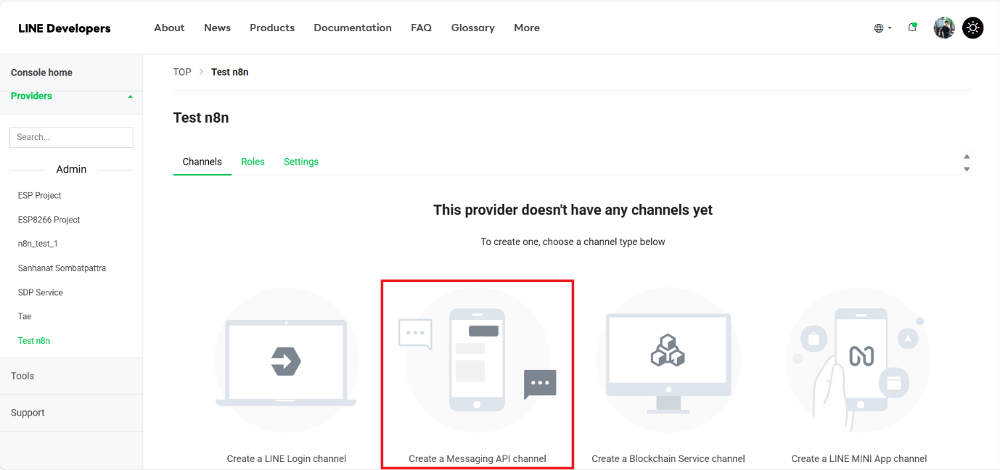 LINE Developers
About News Products Documentation FAQ Glossary More
Console home
Providers
Search...
Admin
ESP Project
ESP8266 Project
n8n_test_1
Sanhanat Sombatpattra
SDP Service
Tae
Test n8n
Tools
Support
TOP > Test n8n
Test n8n
Channels Roles Settings
This provider doesn't have any channels yet
To create one, choose a channel type below
Create a LINE Login channel
Create a Messaging API channel
Create a Blockchain Service channel
Create a LINE MINI App channel